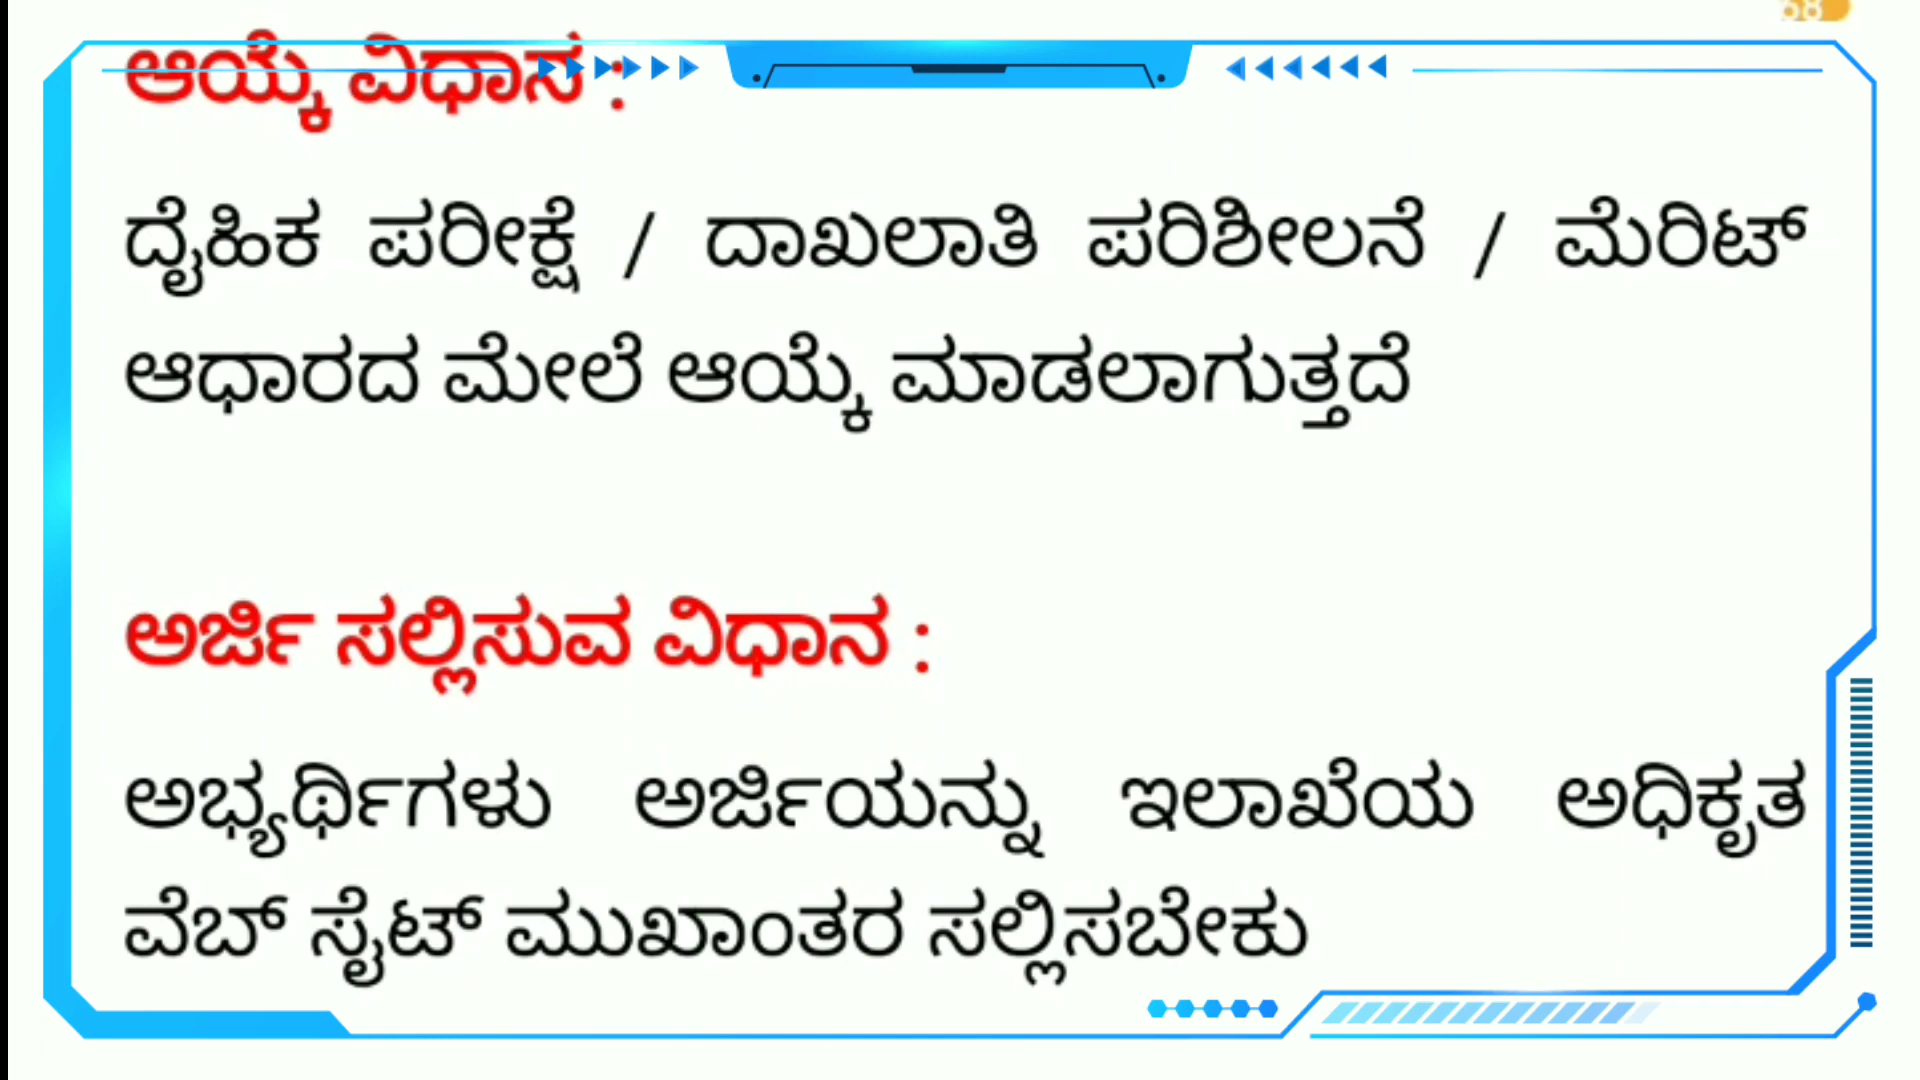 68
ಆಯ್ಕೆ ವಿಧಾನ :
ದೈಹಿಕ ಪರೀಕ್ಷೆ / ದಾಖಲಾತಿ ಪರಿಶೀಲನೆ / ಮೆರಿಟ್
ಆಧಾರದ ಮೇಲೆ ಆಯ್ಕೆ ಮಾಡಲಾಗುತ್ತದೆ
ಅರ್ಜಿ ಸಲ್ಲಿಸುವ ವಿಧಾನ :
ಅಭ್ಯರ್ಥಿಗಳು ಅರ್ಜಿಯನ್ನು ಇಲಾಖೆಯ ಅಧಿಕೃತ
ವೆಬ್ ಸೈಟ್ ಮುಖಾಂತರ ಸಲ್ಲಿಸಬೇಕು